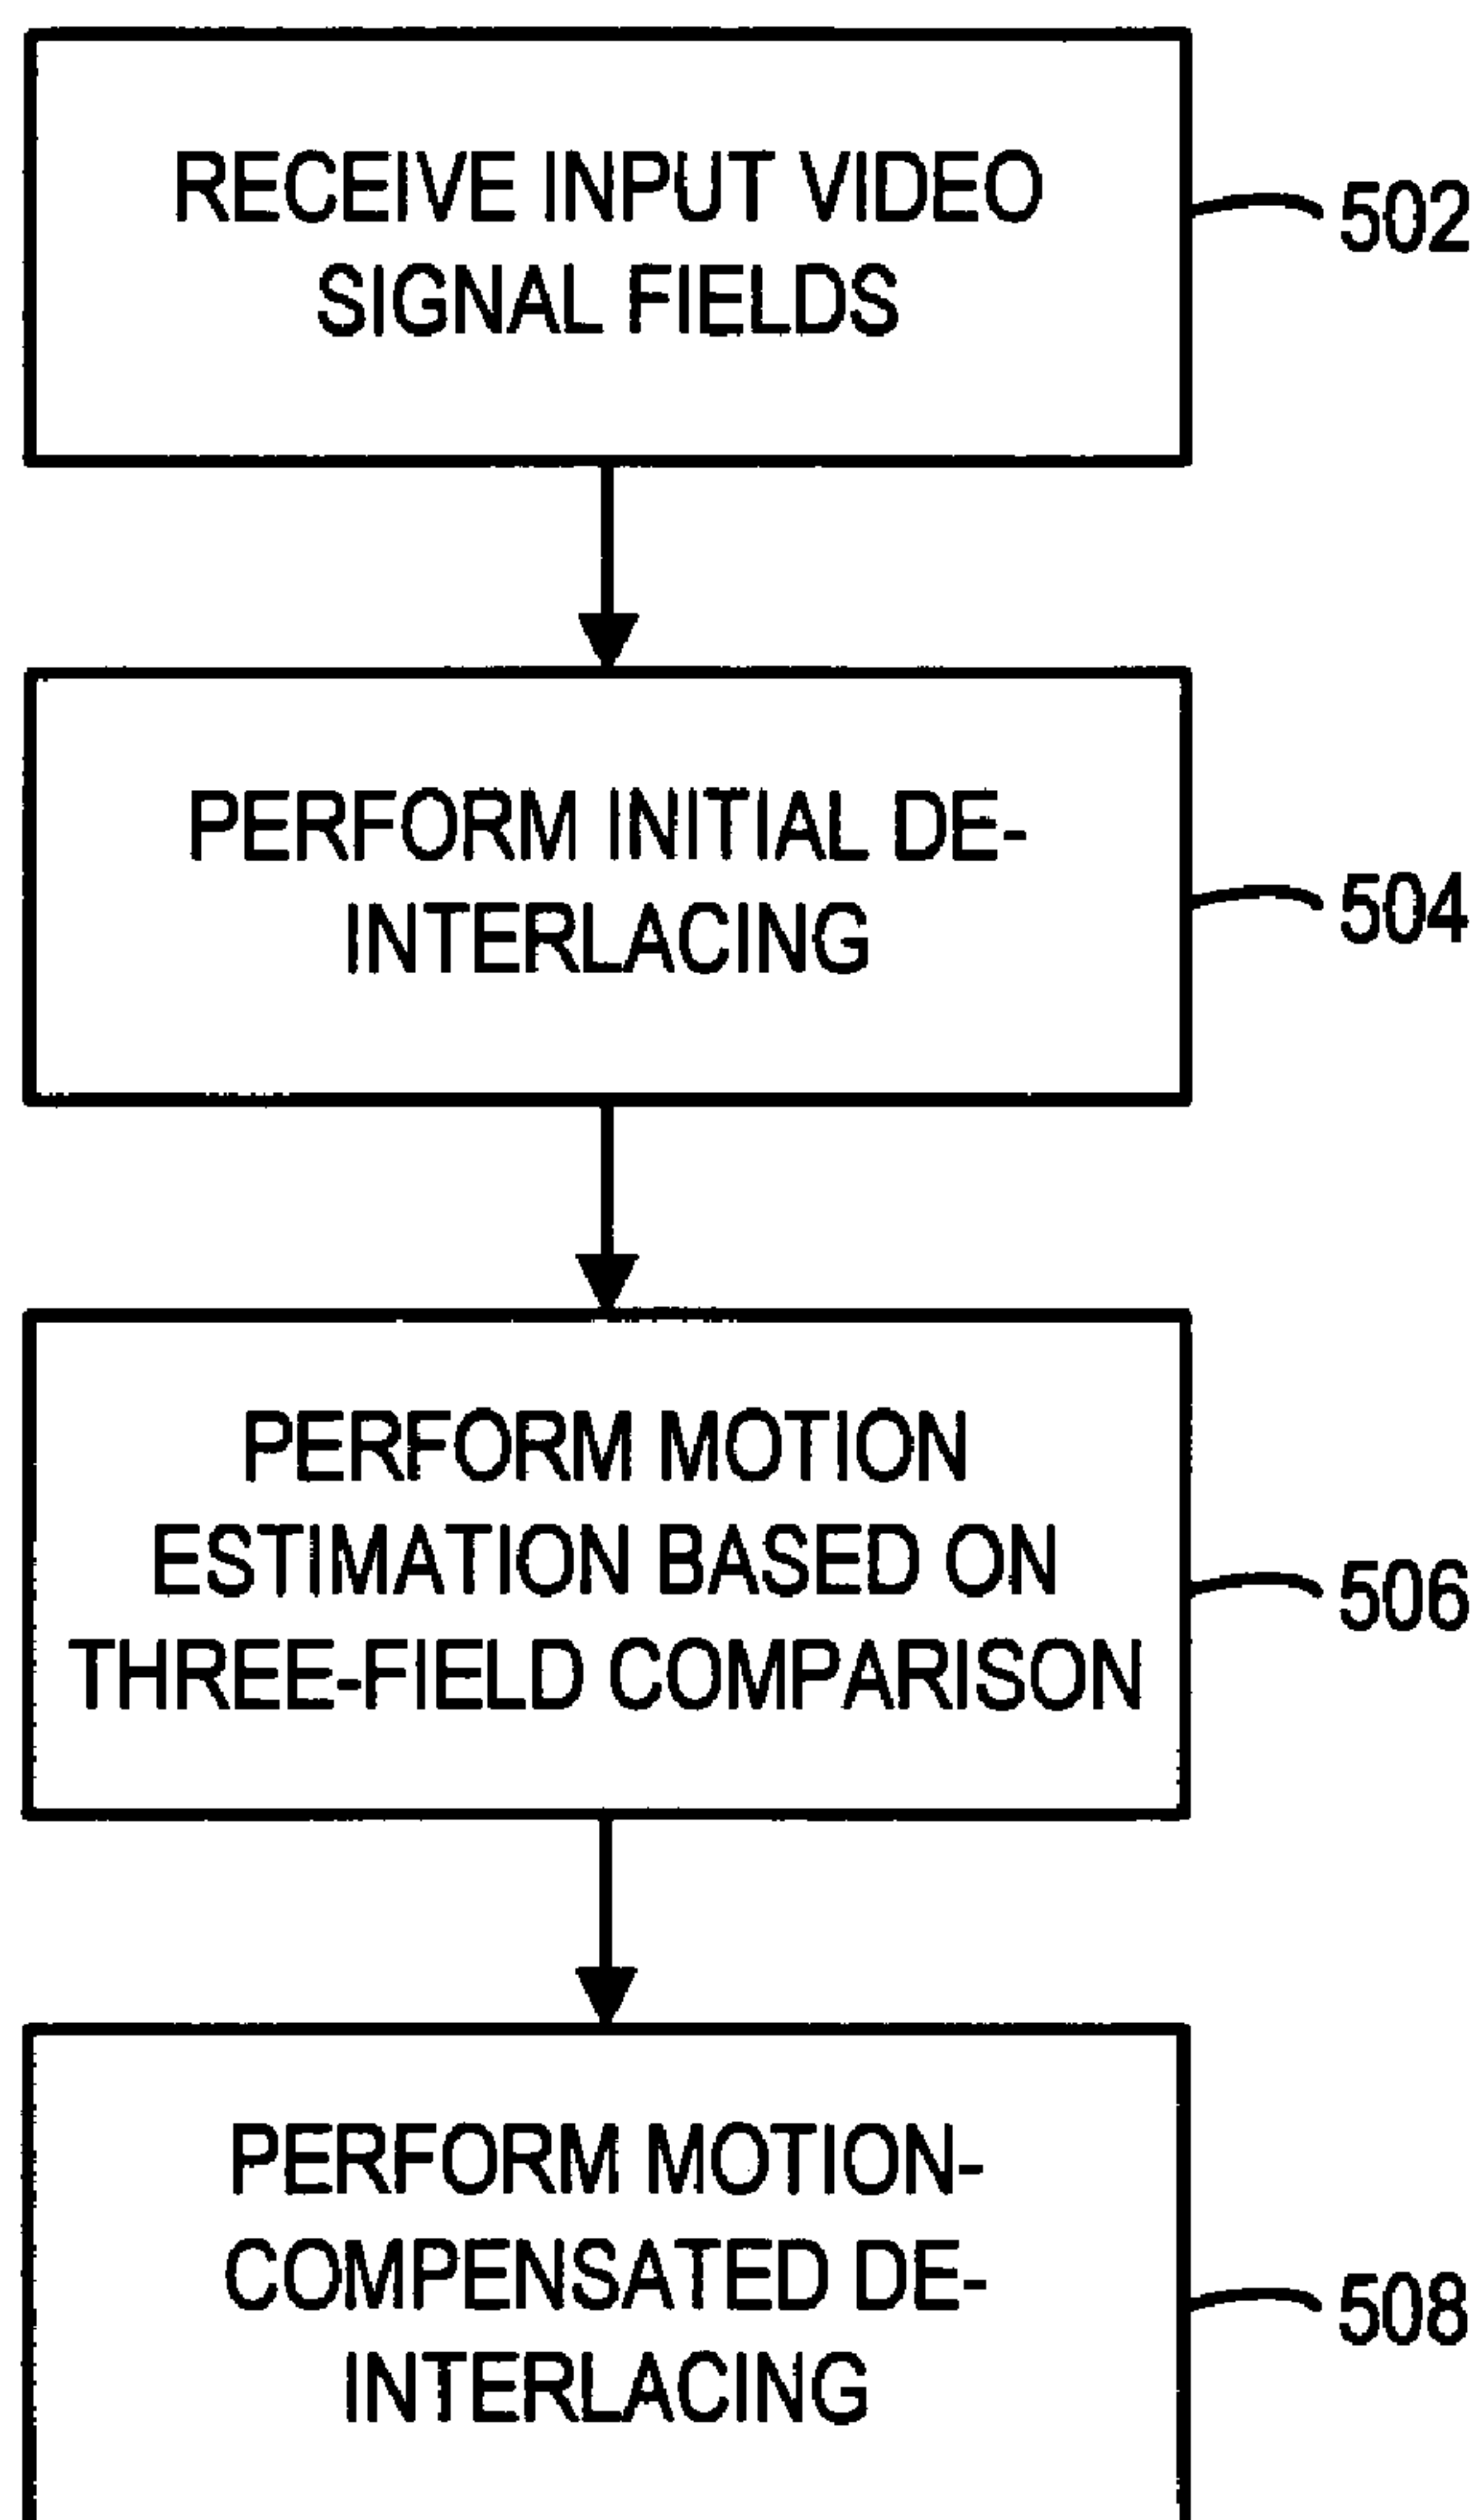 RECEIVE INPUT VIDEO
SIGNAL FIELDS
502
PERFORM INITIAL DE-
INTERLACING
504
PERFORM MOTION
ESTIMATION BASED ON
THREE-FIELD COMPARISON
506
PERFORM MOTION-
COMPENSATED DE-
INTERLACING
508